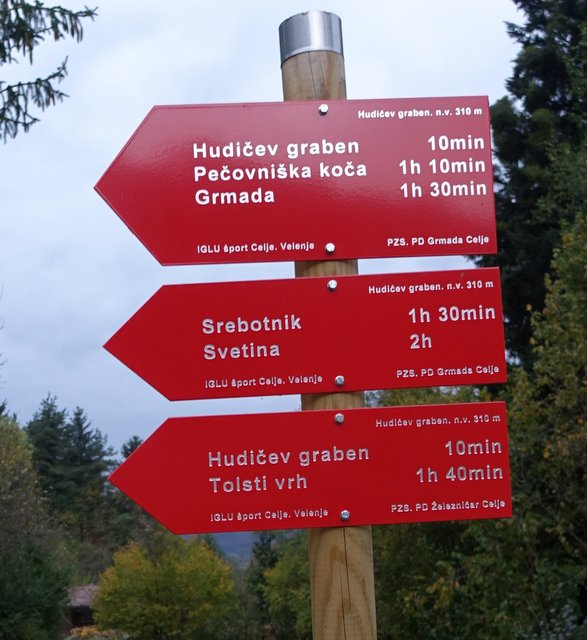 Hudičev graben. n.v. 310 m
Hudičev graben 10min
Pečovniška koča 1h 10min
Grmada 1h 30min
IGLU šport Celje. Velenje PZS. PD Grmada Celje
Hudičev graben. n.v. 310 m
Srebotnik 1h 30min
Svetina 2h
IGLU šport Celje. Velenje PZS. PD Grmada Celje
Hudičev graben. n.v. 310 m
Hudičev graben 10min
Tolsti vrh 1h 40min
IGLU šport Celje. Velenje PZS. PD Železničar Celje